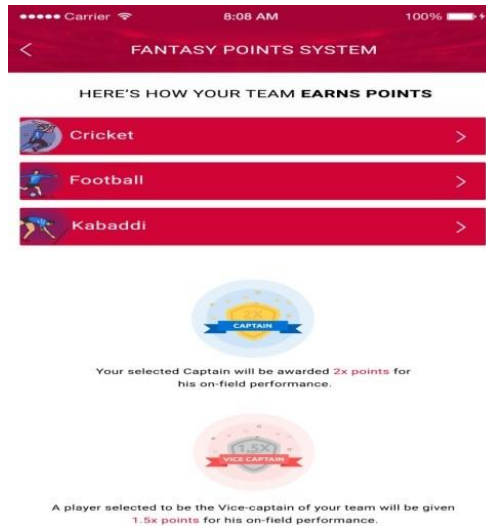 Carrier 8:08 AM 100%
FANTASY POINTS SYSTEM
HERE'S HOW YOUR TEAM EARNS POINTS
Cricket
Football
Kabaddi
2X
CAPTAIN
Your selected Captain will be awarded 2x points for
his on-field performance.
1.5X
VICE CAPTAIN
A player selected to be the Vice-captain of your team will be given
1.5x points for his on-field performance.